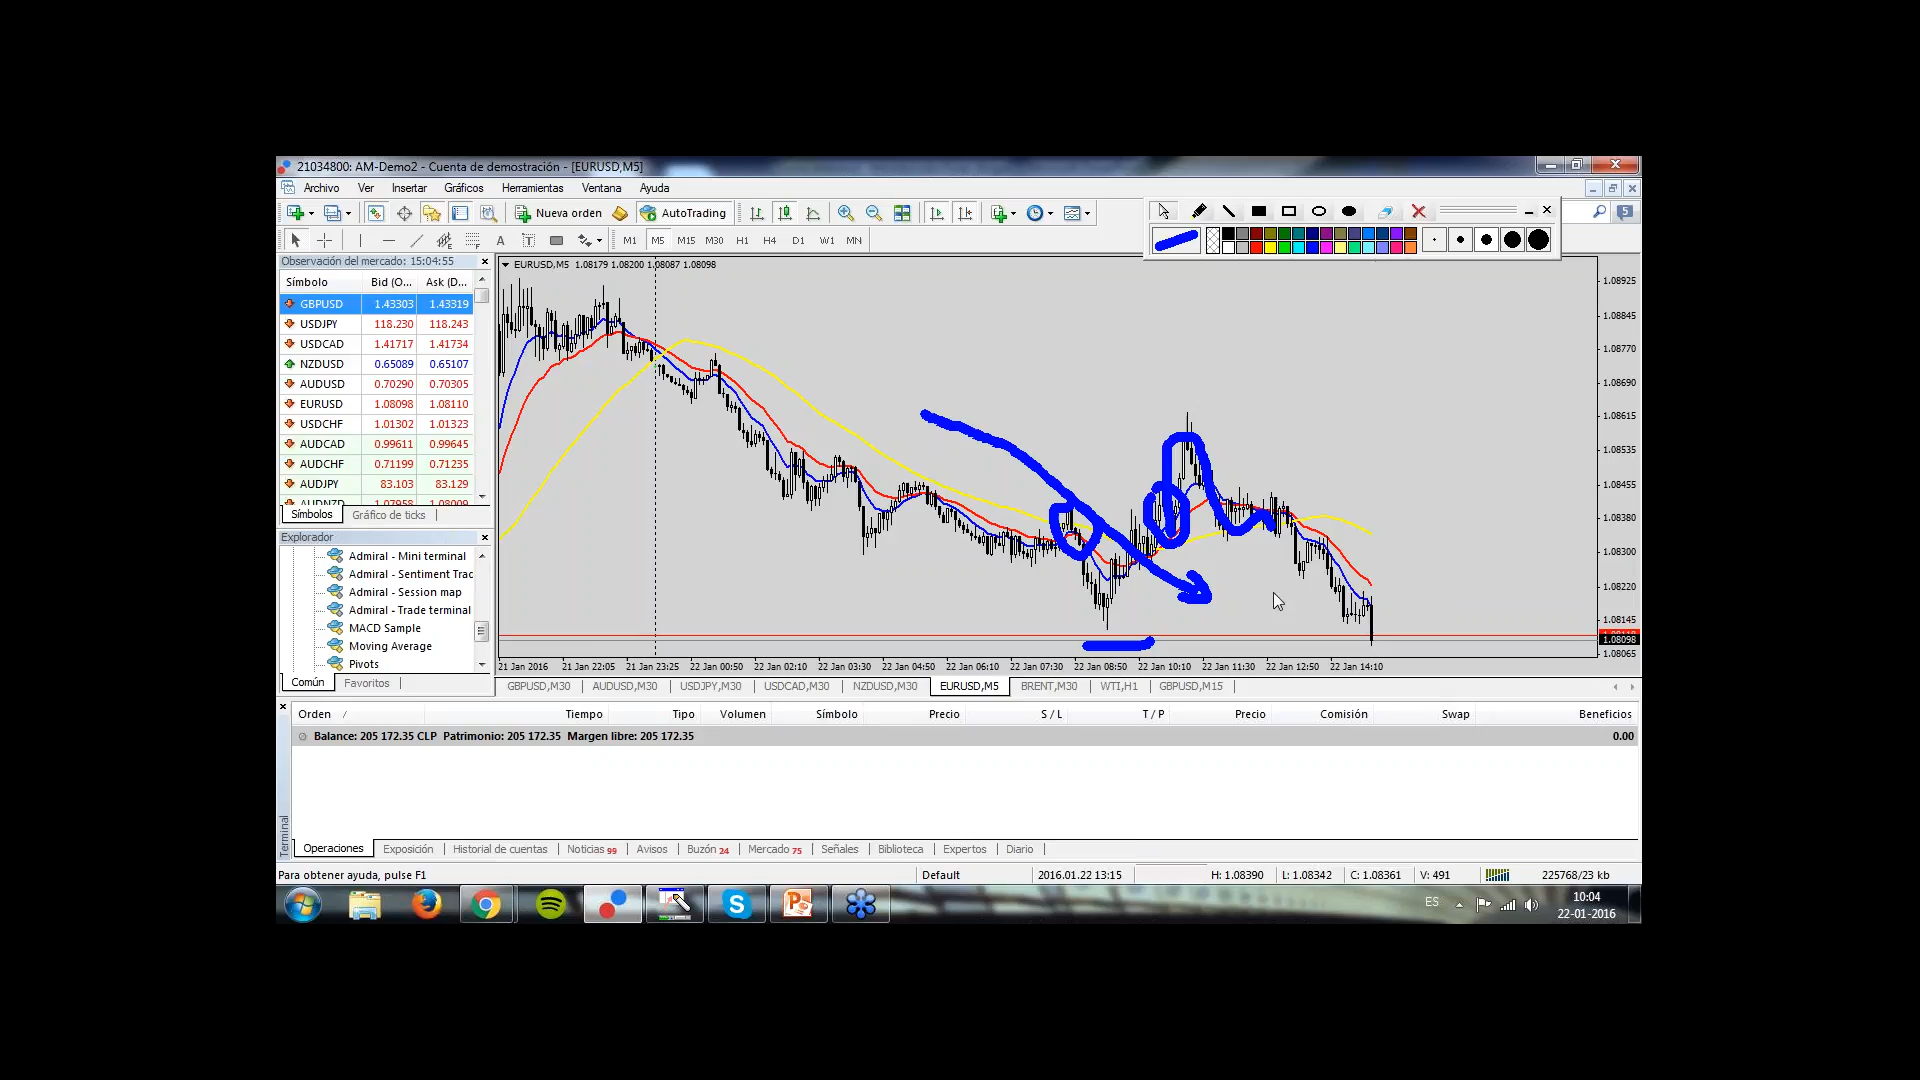 21034800: AM-Demo2 - Cuenta de demostración - [EURUSD,M5]
Archivo Ver Insertar Gráficos Herramientas Ventana Ayuda
Nueva orden AutoTrading
5
A T M1 M5 M15 M30 H1 H4 D1 W1 MN
Observación del mercado: 15:04:55
Símbolo Bid (O... Ask (D...
GBPUSD 1.43303 1.43319
USDJPY 118.230 118.243
USDCAD 1.41717 1.41734
NZDUSD 0.65089 0.65107
AUDUSD 0.70290 0.70305
EURUSD 1.08098 1.08110
USDCHF 1.01302 1.01323
AUDCAD 0.99611 0.99645
AUDCHF 0.71199 0.71235
AUDJPY 83.103 83.129
AUDNZD 1.07958 1.08009
Símbolos Gráfico de ticks
Explorador
Admiral - Mini terminal
Admiral - Sentiment Trac
Admiral - Session map
Admiral - Trade terminal
MACD Sample
Moving Average
Pivots
Común Favoritos
EURUSD,M5 1.08179 1.08200 1.08087 1.08098
1.08925
1.08845
1.08770
1.08690
1.08615
1.08535
1.08455
1.08380
1.08300
1.08220
1.08145
1.08098
1.08065
21 Jan 2016 21 Jan 22:05 21 Jan 23:25 22 Jan 00:50 22 Jan 02:10 22 Jan 03:30 22 Jan 04:50 22 Jan 06:10 22 Jan 07:30 22 Jan 08:50 22 Jan 10:10 22 Jan 11:30 22 Jan 12:50 22 Jan 14:10
GBPUSD,M30 AUDUSD,M30 USDJPY,M30 USDCAD,M30 NZDUSD,M30 EURUSD,M5 BRENT,M30 WTI,H1 GBPUSD,M15
Orden / Tiempo Tipo Volumen Símbolo Precio S / L T / P Precio Comisión Swap Beneficios
Balance: 205 172.35 CLP Patrimonio: 205 172.35 Margen libre: 205 172.35 0.00
Terminal
Operaciones Exposición Historial de cuentas Noticias 99 Avisos Buzón 24 Mercado 75 Señales Biblioteca Expertos Diario
Para obtener ayuda, pulse F1 Default 2016.01.22 13:15 H: 1.08390 L: 1.08342 C: 1.08361 V: 491 225768/23 kb
ES 10:04
22-01-2016